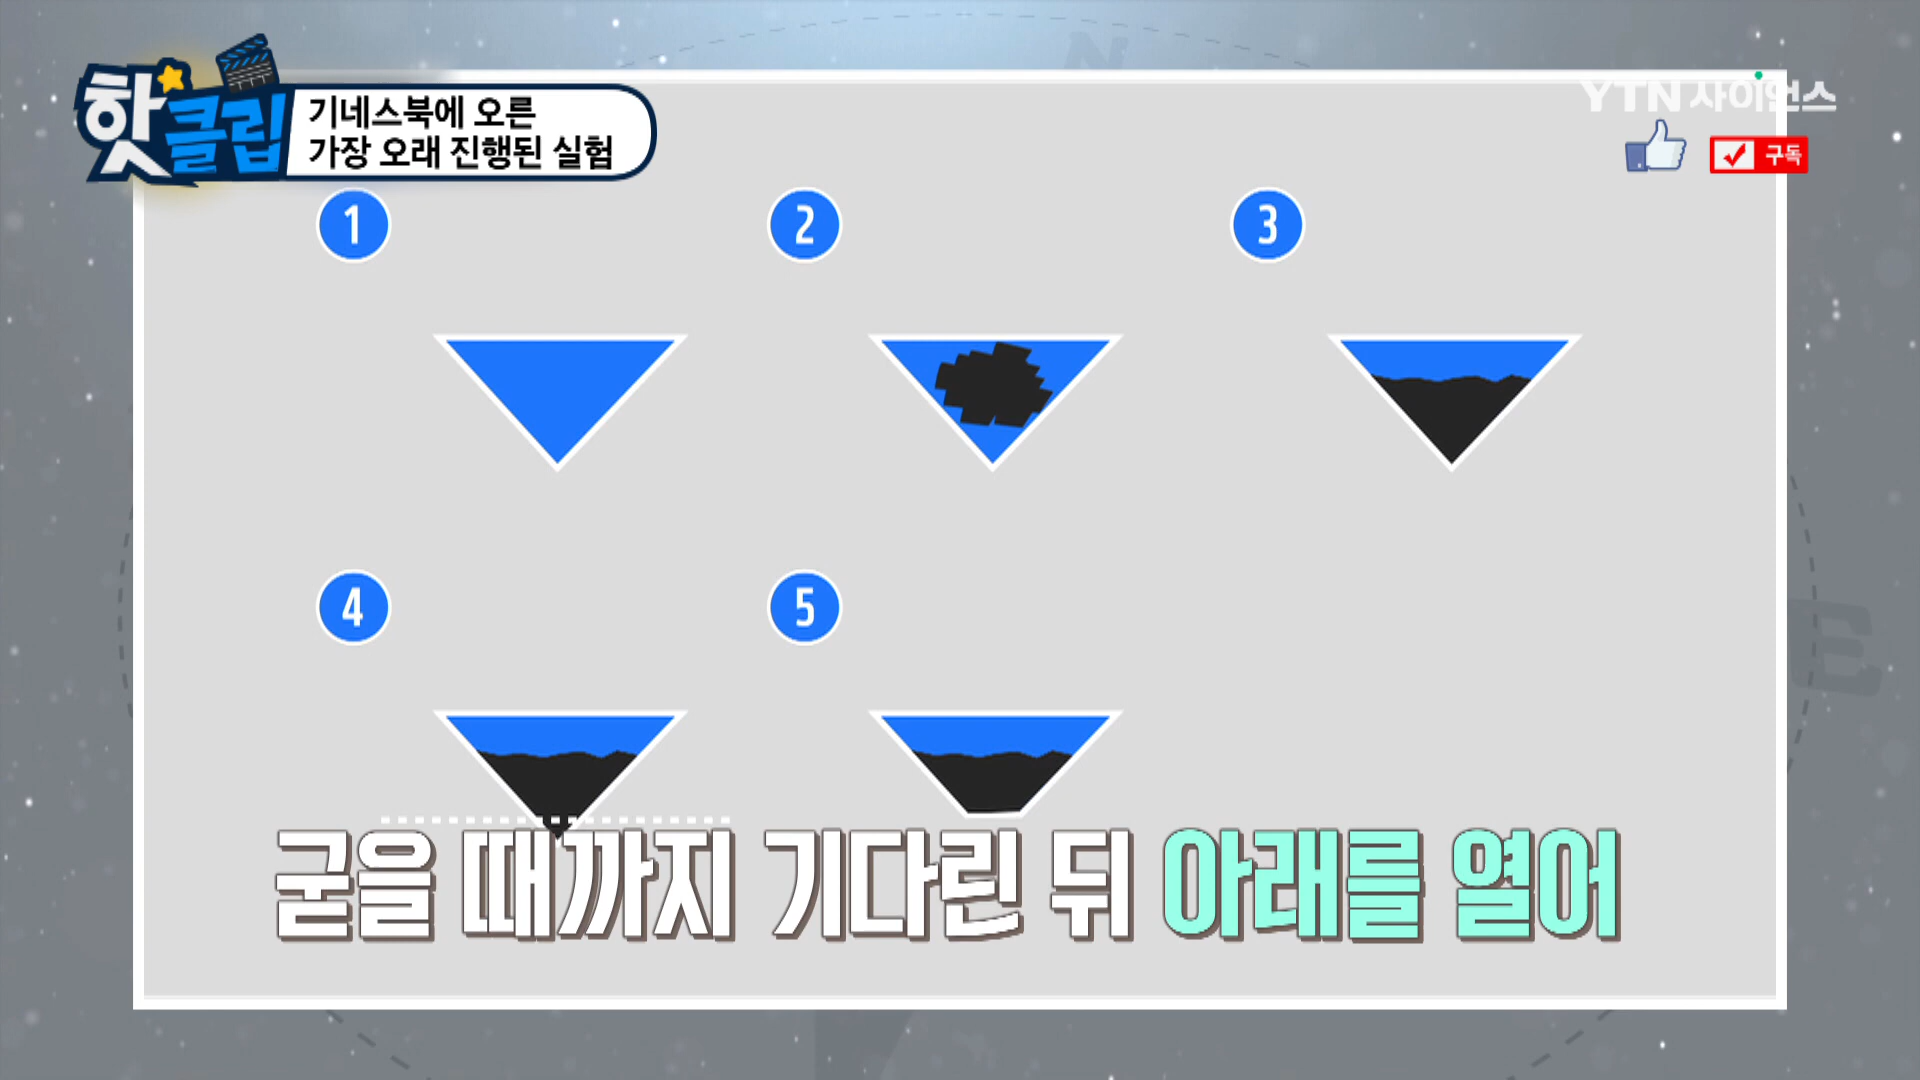 핫클립
기네스북에 오른
가장 오래 진행된 실험
YTN 사이언스
구독
1
2
3
4
5
굳을 때까지 기다린 뒤 아래를 열어
N
E